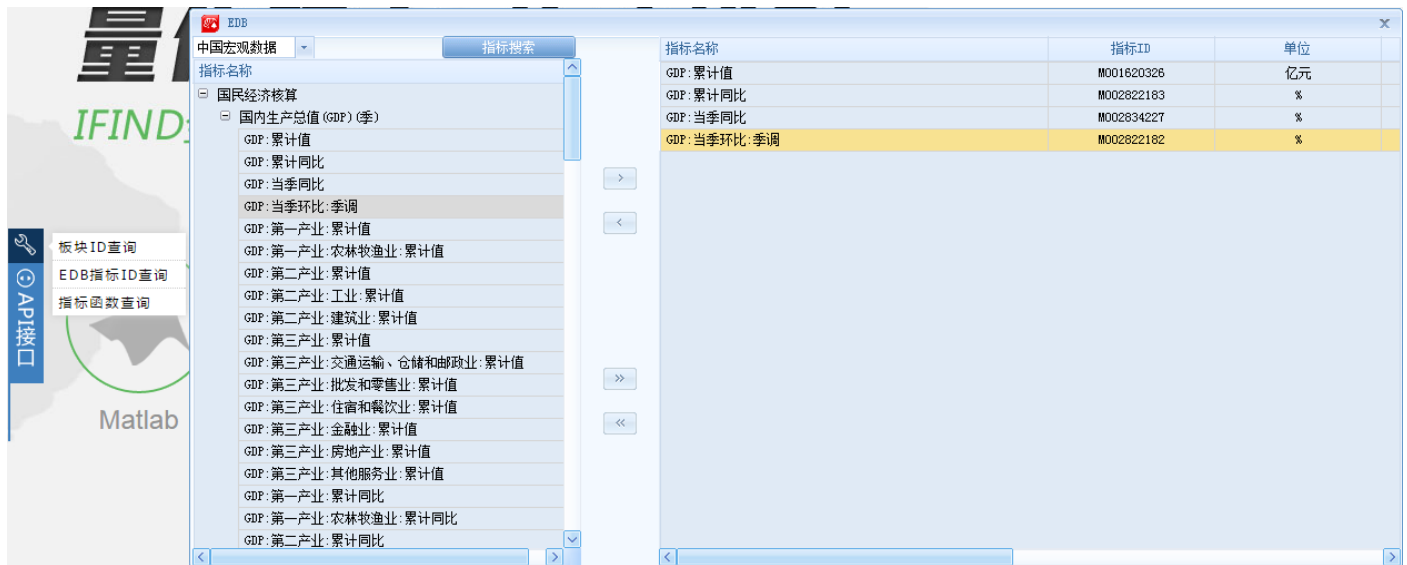 EDB
x
中国宏观数据
指标搜索
指标名称
国民经济核算
国内生产总值(GDP)(季)
GDP:累计值
GDP:累计同比
GDP:当季同比
GDP:当季环比:季调
GDP:第一产业:累计值
GDP:第一产业:农林牧渔业:累计值
GDP:第二产业:累计值
GDP:第二产业:工业:累计值
GDP:第二产业:建筑业:累计值
GDP:第三产业:累计值
GDP:第三产业:交通运输、仓储和邮政业:累计值
GDP:第三产业:批发和零售业:累计值
GDP:第三产业:住宿和餐饮业:累计值
GDP:第三产业:金融业:累计值
GDP:第三产业:房地产业:累计值
GDP:第三产业:其他服务业:累计值
GDP:第一产业:累计同比
GDP:第一产业:农林牧渔业:累计同比
GDP:第二产业:累计同比
指标名称 指标ID 单位
GDP:累计值 M001620326 亿元
GDP:累计同比 M002822183 %
GDP:当季同比 M002834227 %
GDP:当季环比:季调 M002822182 %
量
IFIND
板块ID查询
EDB指标ID查询
指标函数查询
API接口
Matlab